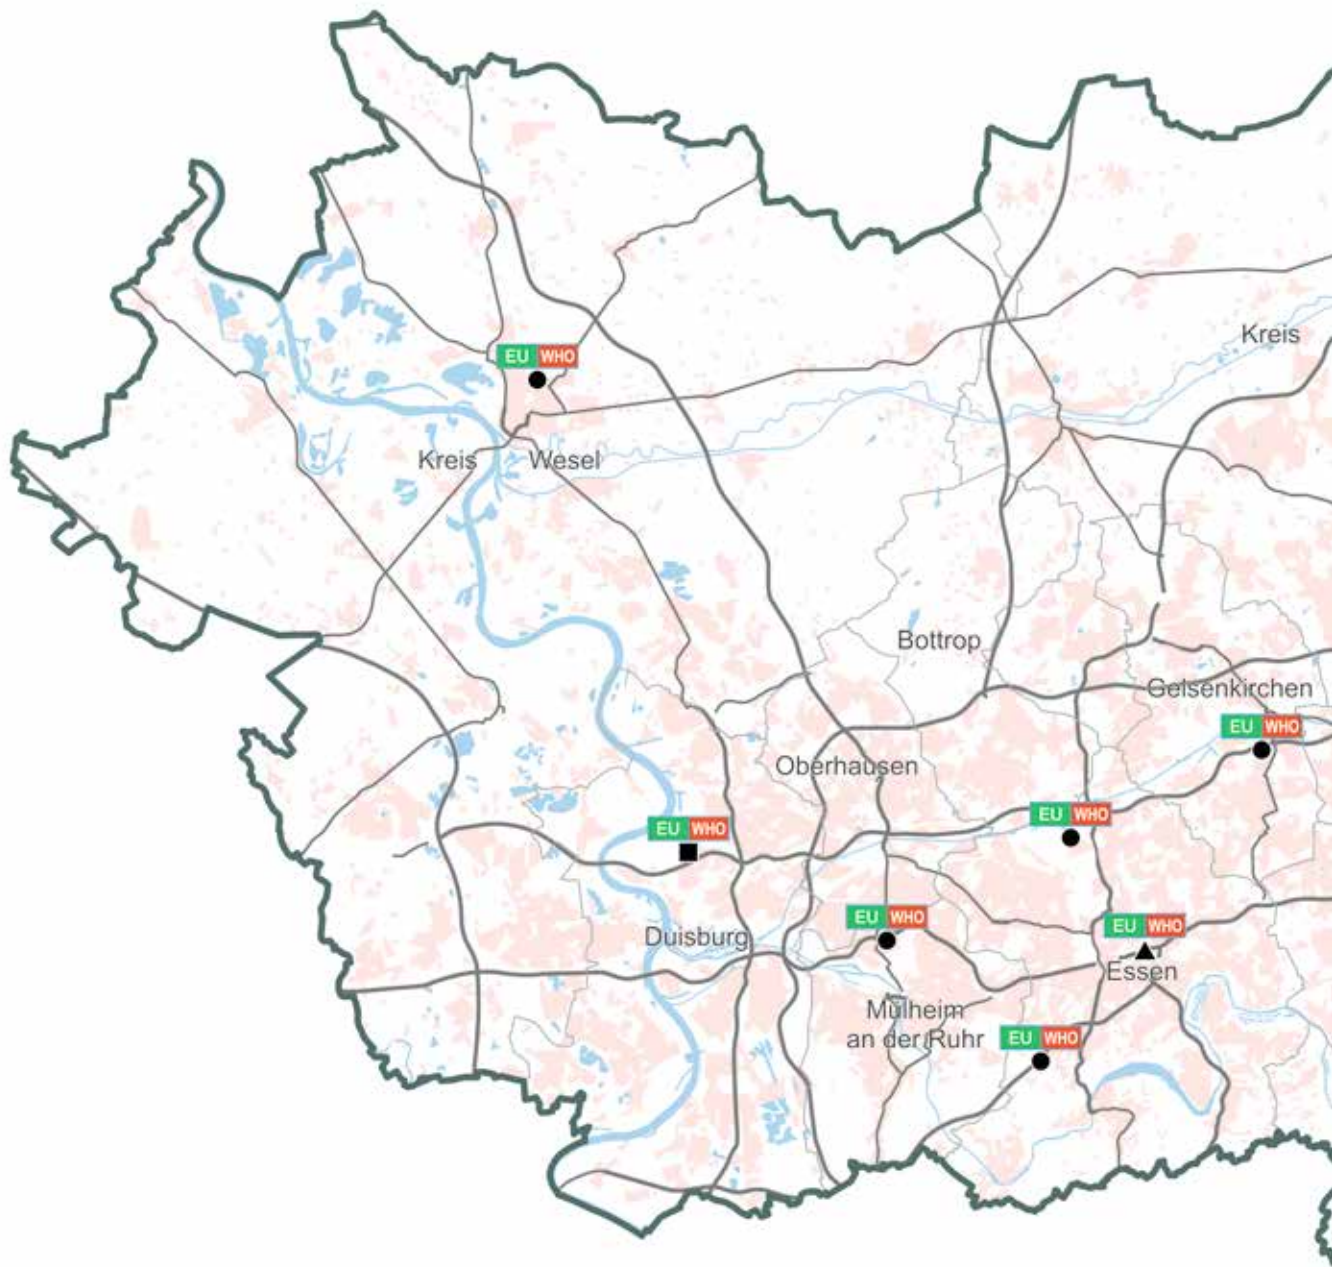 Kreis
EU WHO
Kreis Wesel
Bottrop
Gelsenkirchen
EU WHO
Oberhausen
EU WHO
EU WHO
EU WHO
EU WHO
Duisburg
Essen
Mülheim
an der Ruhr
EU WHO